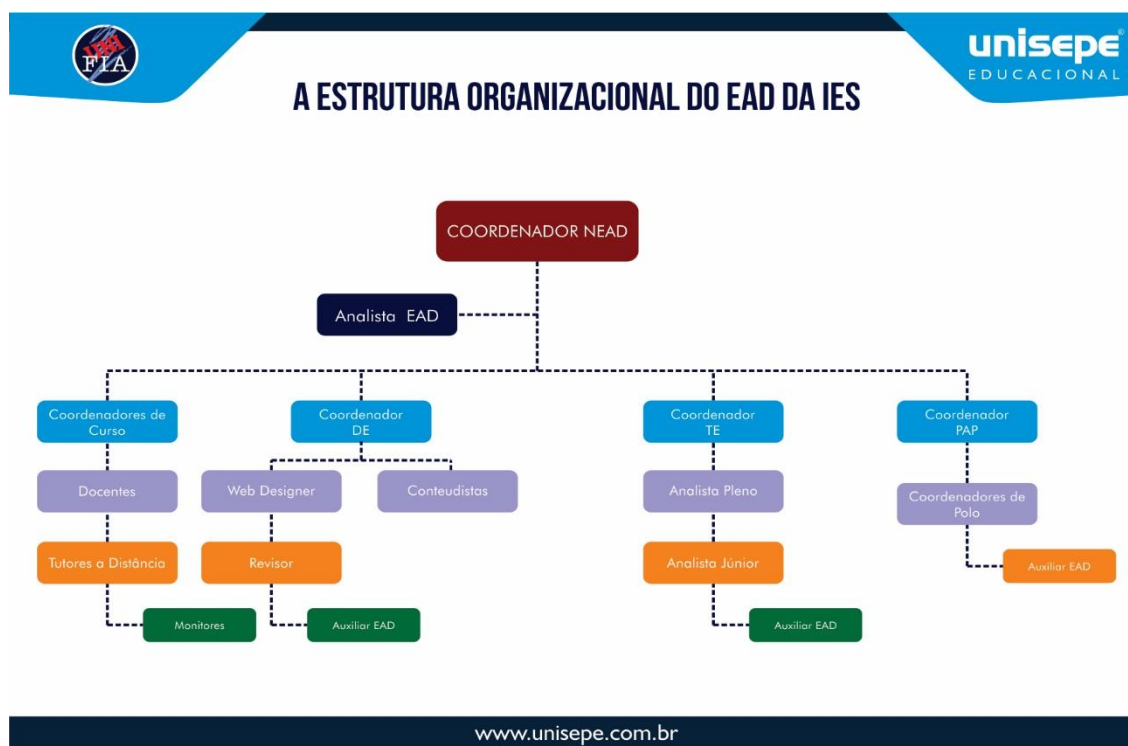 FIA
unisepe
EDUCACIONAL
A ESTRUTURA ORGANIZACIONAL DO EAD DA IES
COORDENADOR NEAD
Analista EAD
Coordenadores de
Curso
Coordenador
DE
Coordenador
TE
Coordenador
PAP
Docentes
Web Designer
Conteudistas
Analista Pleno
Coordenadores de
Polo
Tutores a Distância
Revisor
Analista Júnior
Auxiliar EAD
Monitores
Auxiliar EAD
Auxiliar EAD
www.unisepe.com.br